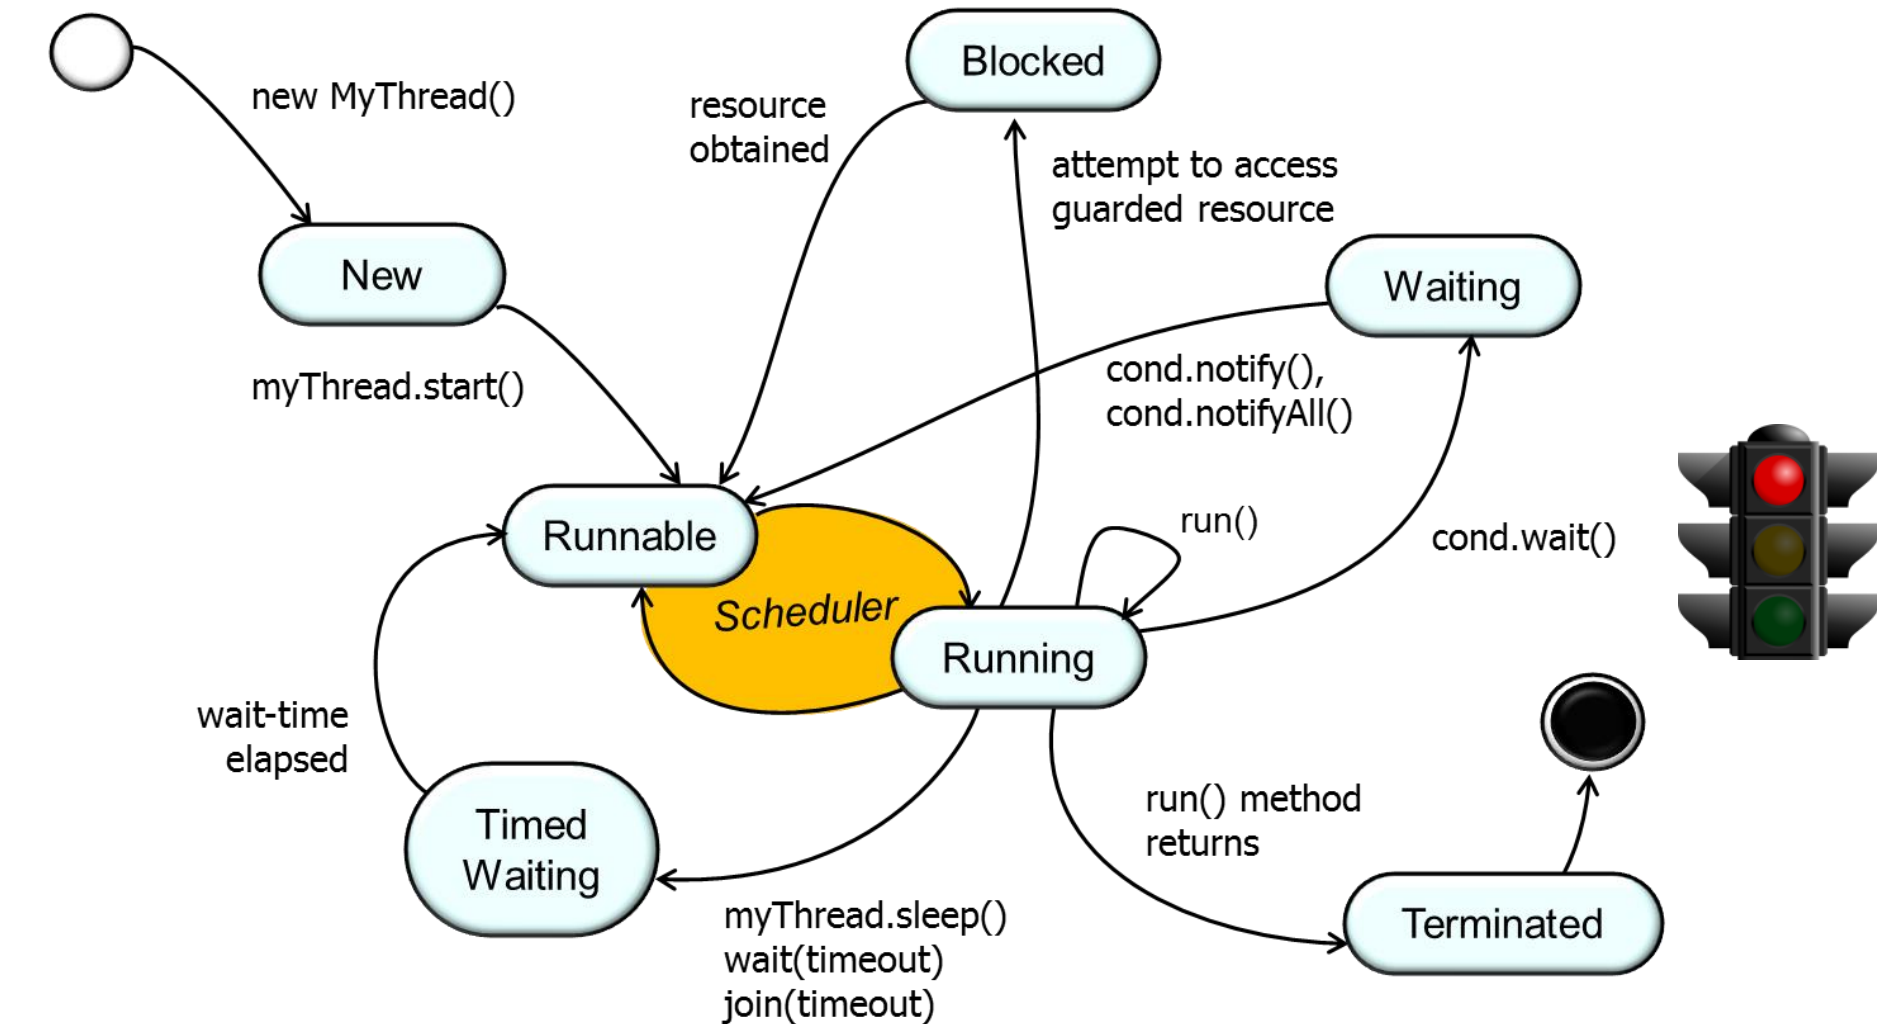 Blocked
new MyThread()
resource
obtained
attempt to access
guarded resource
New
Waiting
myThread.start()
cond.notify(),
cond.notifyAll()
Runnable
run()
cond.wait()
Scheduler
Running
wait-time
elapsed
Timed
Waiting
run() method
returns
myThread.sleep()
wait(timeout)
join(timeout)
Terminated